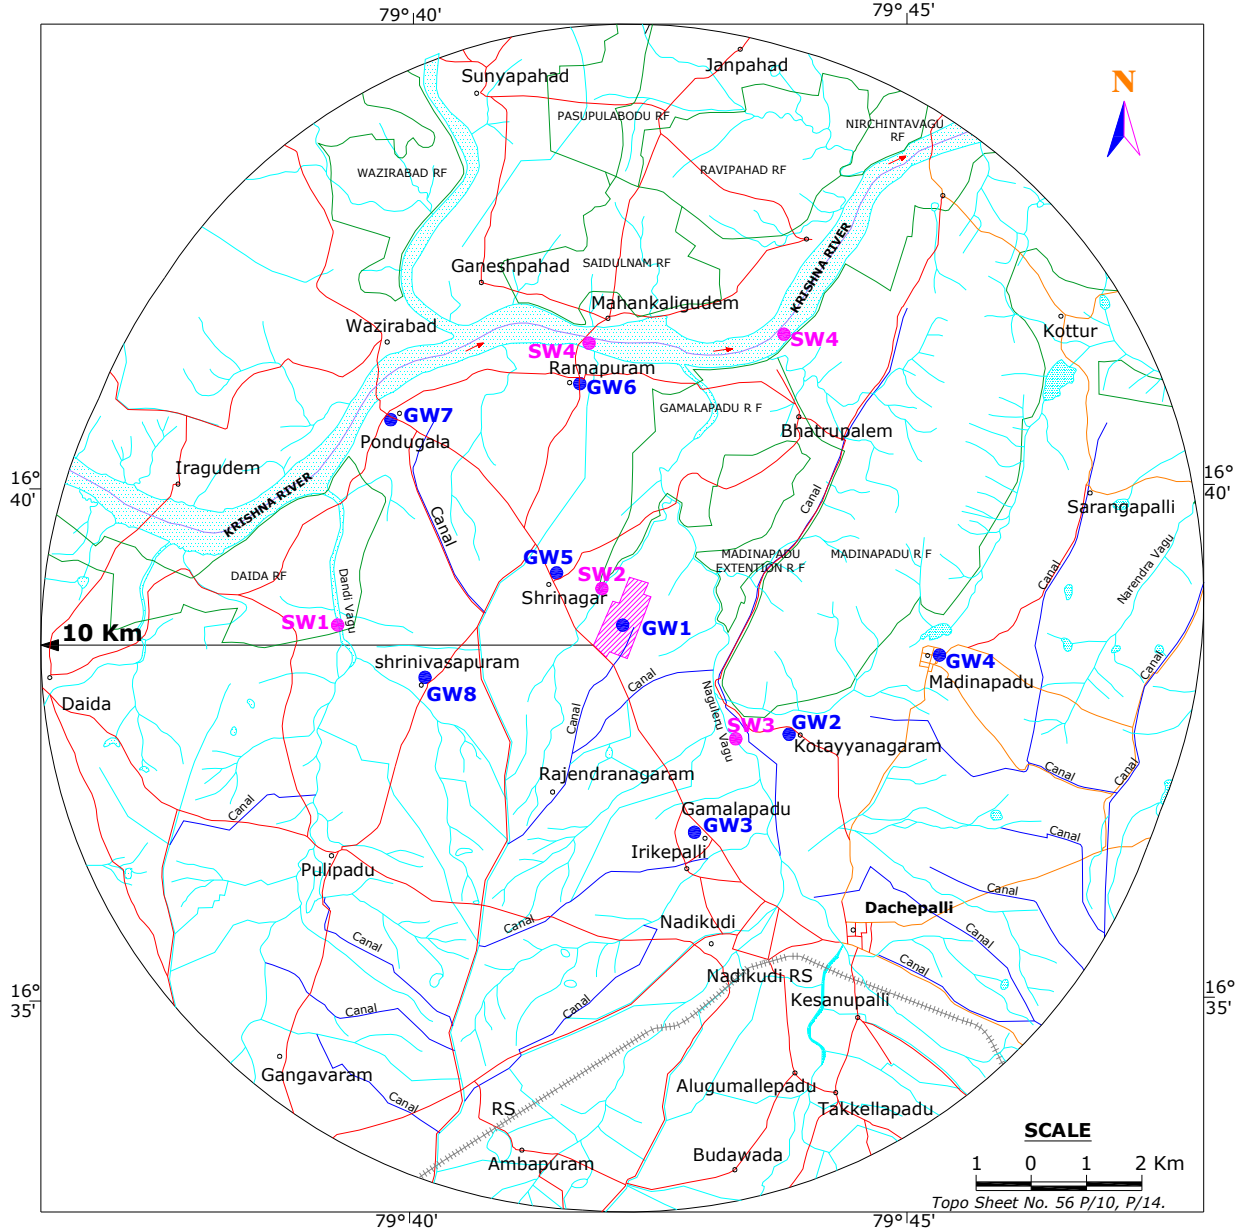 79° 40'
79° 45'
Sunyapahad
Janpahad
N
PASUPULABODU RF
NIRCHINTAVAGU
RF
WAZIRABAD RF
RAVIPAHAD RF
Ganeshpahad
SAIDULNAM RF
KRISHNA RIVER
Mahankaligudem
Wazirabad
Kottur
SW4
SW4
Ramapuram
GW6
GW7
GAMALAPADU R F
Pondugala
Bhatrupalem
Iragudem
16°
40'
16°
40'
KRISHNA RIVER
Canal
Canal
Sarangapalli
GW5
MADINAPADU
EXTENTION R F
MADINAPADU R F
DAIDA RF
Dandi Vagu
SW2
Shrinagar
Canal
Narendra Vagu
SW1
10 Km
GW1
shrinivasapuram
GW8
Canal
GW4
Madinapadu
Canal
Daida
Canal
Naguleru Vagu
SW3
GW2
Kotayyanagaram
Rajendranagaram
Canal
Canal
Canal
Gamalapadu
GW3
Canal
Irikepalli
Pulipadu
Canal
Dachepalli
Nadikudi
Canal
Canal
Canal
Canal
Nadikudi RS
Kesanupalli
16°
35'
16°
35'
Canal
Canal
Gangavaram
Alugumallepadu
Canal
RS
Takkellapadu
SCALE
Ambapuram
Budawada
1 0 1 2 Km
Topo Sheet No. 56 P/10, P/14.
79° 40'
79° 45'